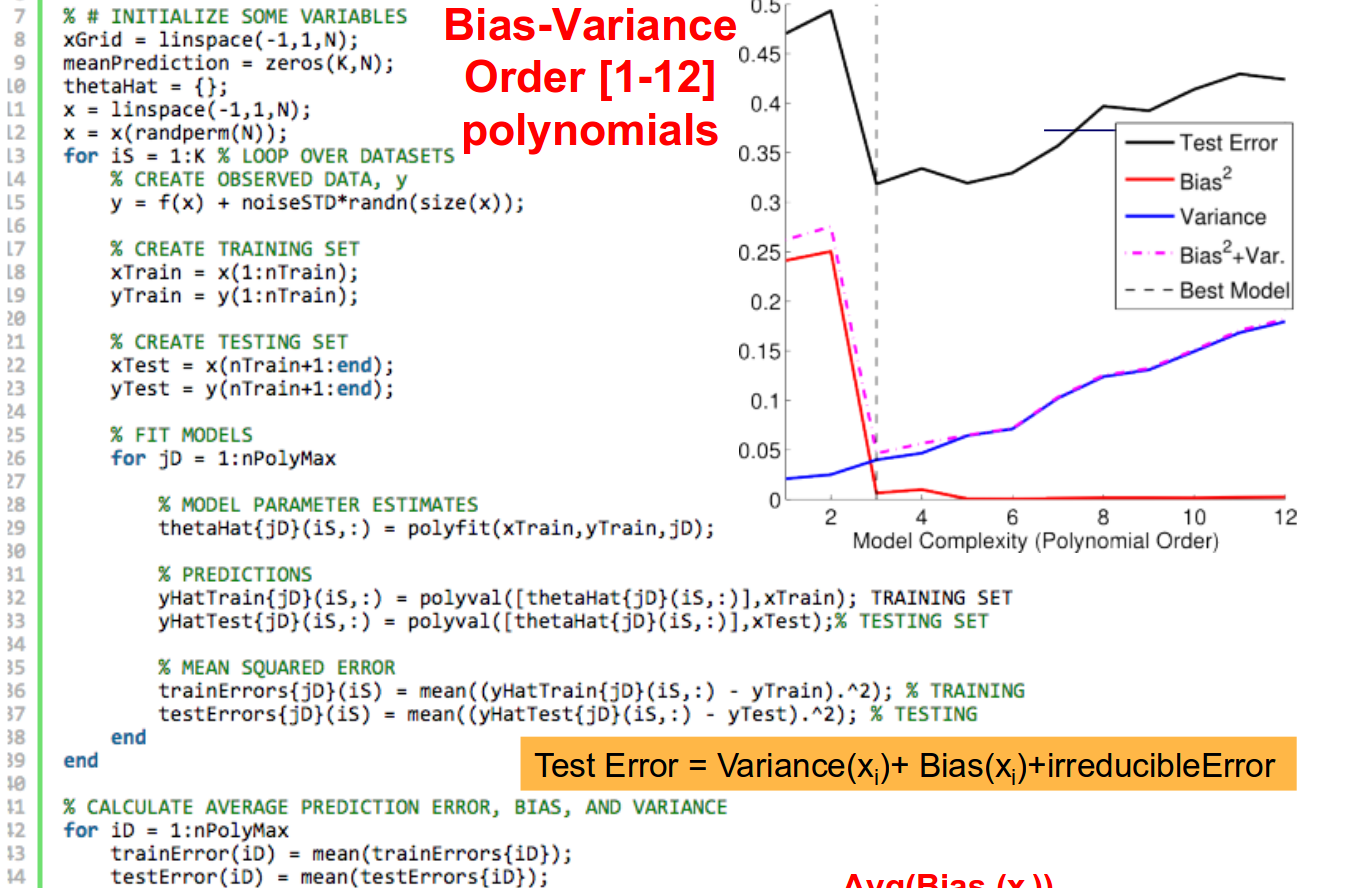 7 % # INITIALIZE SOME VARIABLES
8 xGrid = linspace(-1,1,N);
9 meanPrediction = zeros(K,N);
10 thetaHat = {};
11 x = linspace(-1,1,N);
12 x = x(randperm(N));
13 for iS = 1:K % LOOP OVER DATASETS
14 % CREATE OBSERVED DATA, y
15 y = f(x) + noiseSTD*randn(size(x));
16
17 % CREATE TRAINING SET
18 xTrain = x(1:nTrain);
19 yTrain = y(1:nTrain);
20
21 % CREATE TESTING SET
22 xTest = x(nTrain+1:end);
23 yTest = y(nTrain+1:end);
24
25 % FIT MODELS
26 for jD = 1:nPolyMax
27
28 % MODEL PARAMETER ESTIMATES
29 thetaHat{jD}(iS,:) = polyfit(xTrain,yTrain,jD);
30
31 % PREDICTIONS
32 yHatTrain{jD}(iS,:) = polyval([thetaHat{jD}(iS,:)],xTrain); TRAINING SET
33 yHatTest{jD}(iS,:) = polyval([thetaHat{jD}(iS,:)],xTest);% TESTING SET
34
35 % MEAN SQUARED ERROR
36 trainErrors{jD}(iS) = mean((yHatTrain{jD}(iS,:) - yTrain).^2); % TRAINING
37 testErrors{jD}(iS) = mean((yHatTest{jD}(iS,:) - yTest).^2); % TESTING
38 end
39 end
40
41 % CALCULATE AVERAGE PREDICTION ERROR, BIAS, AND VARIANCE
42 for iD = 1:nPolyMax
43 trainError(iD) = mean(trainErrors{iD});
44 testError(iD) = mean(testErrors{iD});
Bias-Variance
Order [1-12]
polynomials
0.5
0.45
0.4
0.35
0.3
0.25
0.2
0.15
0.1
0.05
0
Test Error
Bias²
Variance
Bias²+Var.
Best Model
2 4 6 8 10 12
Model Complexity (Polynomial Order)
Test Error = Variance(xᵢ)+ Bias(xᵢ)+irreducibleError